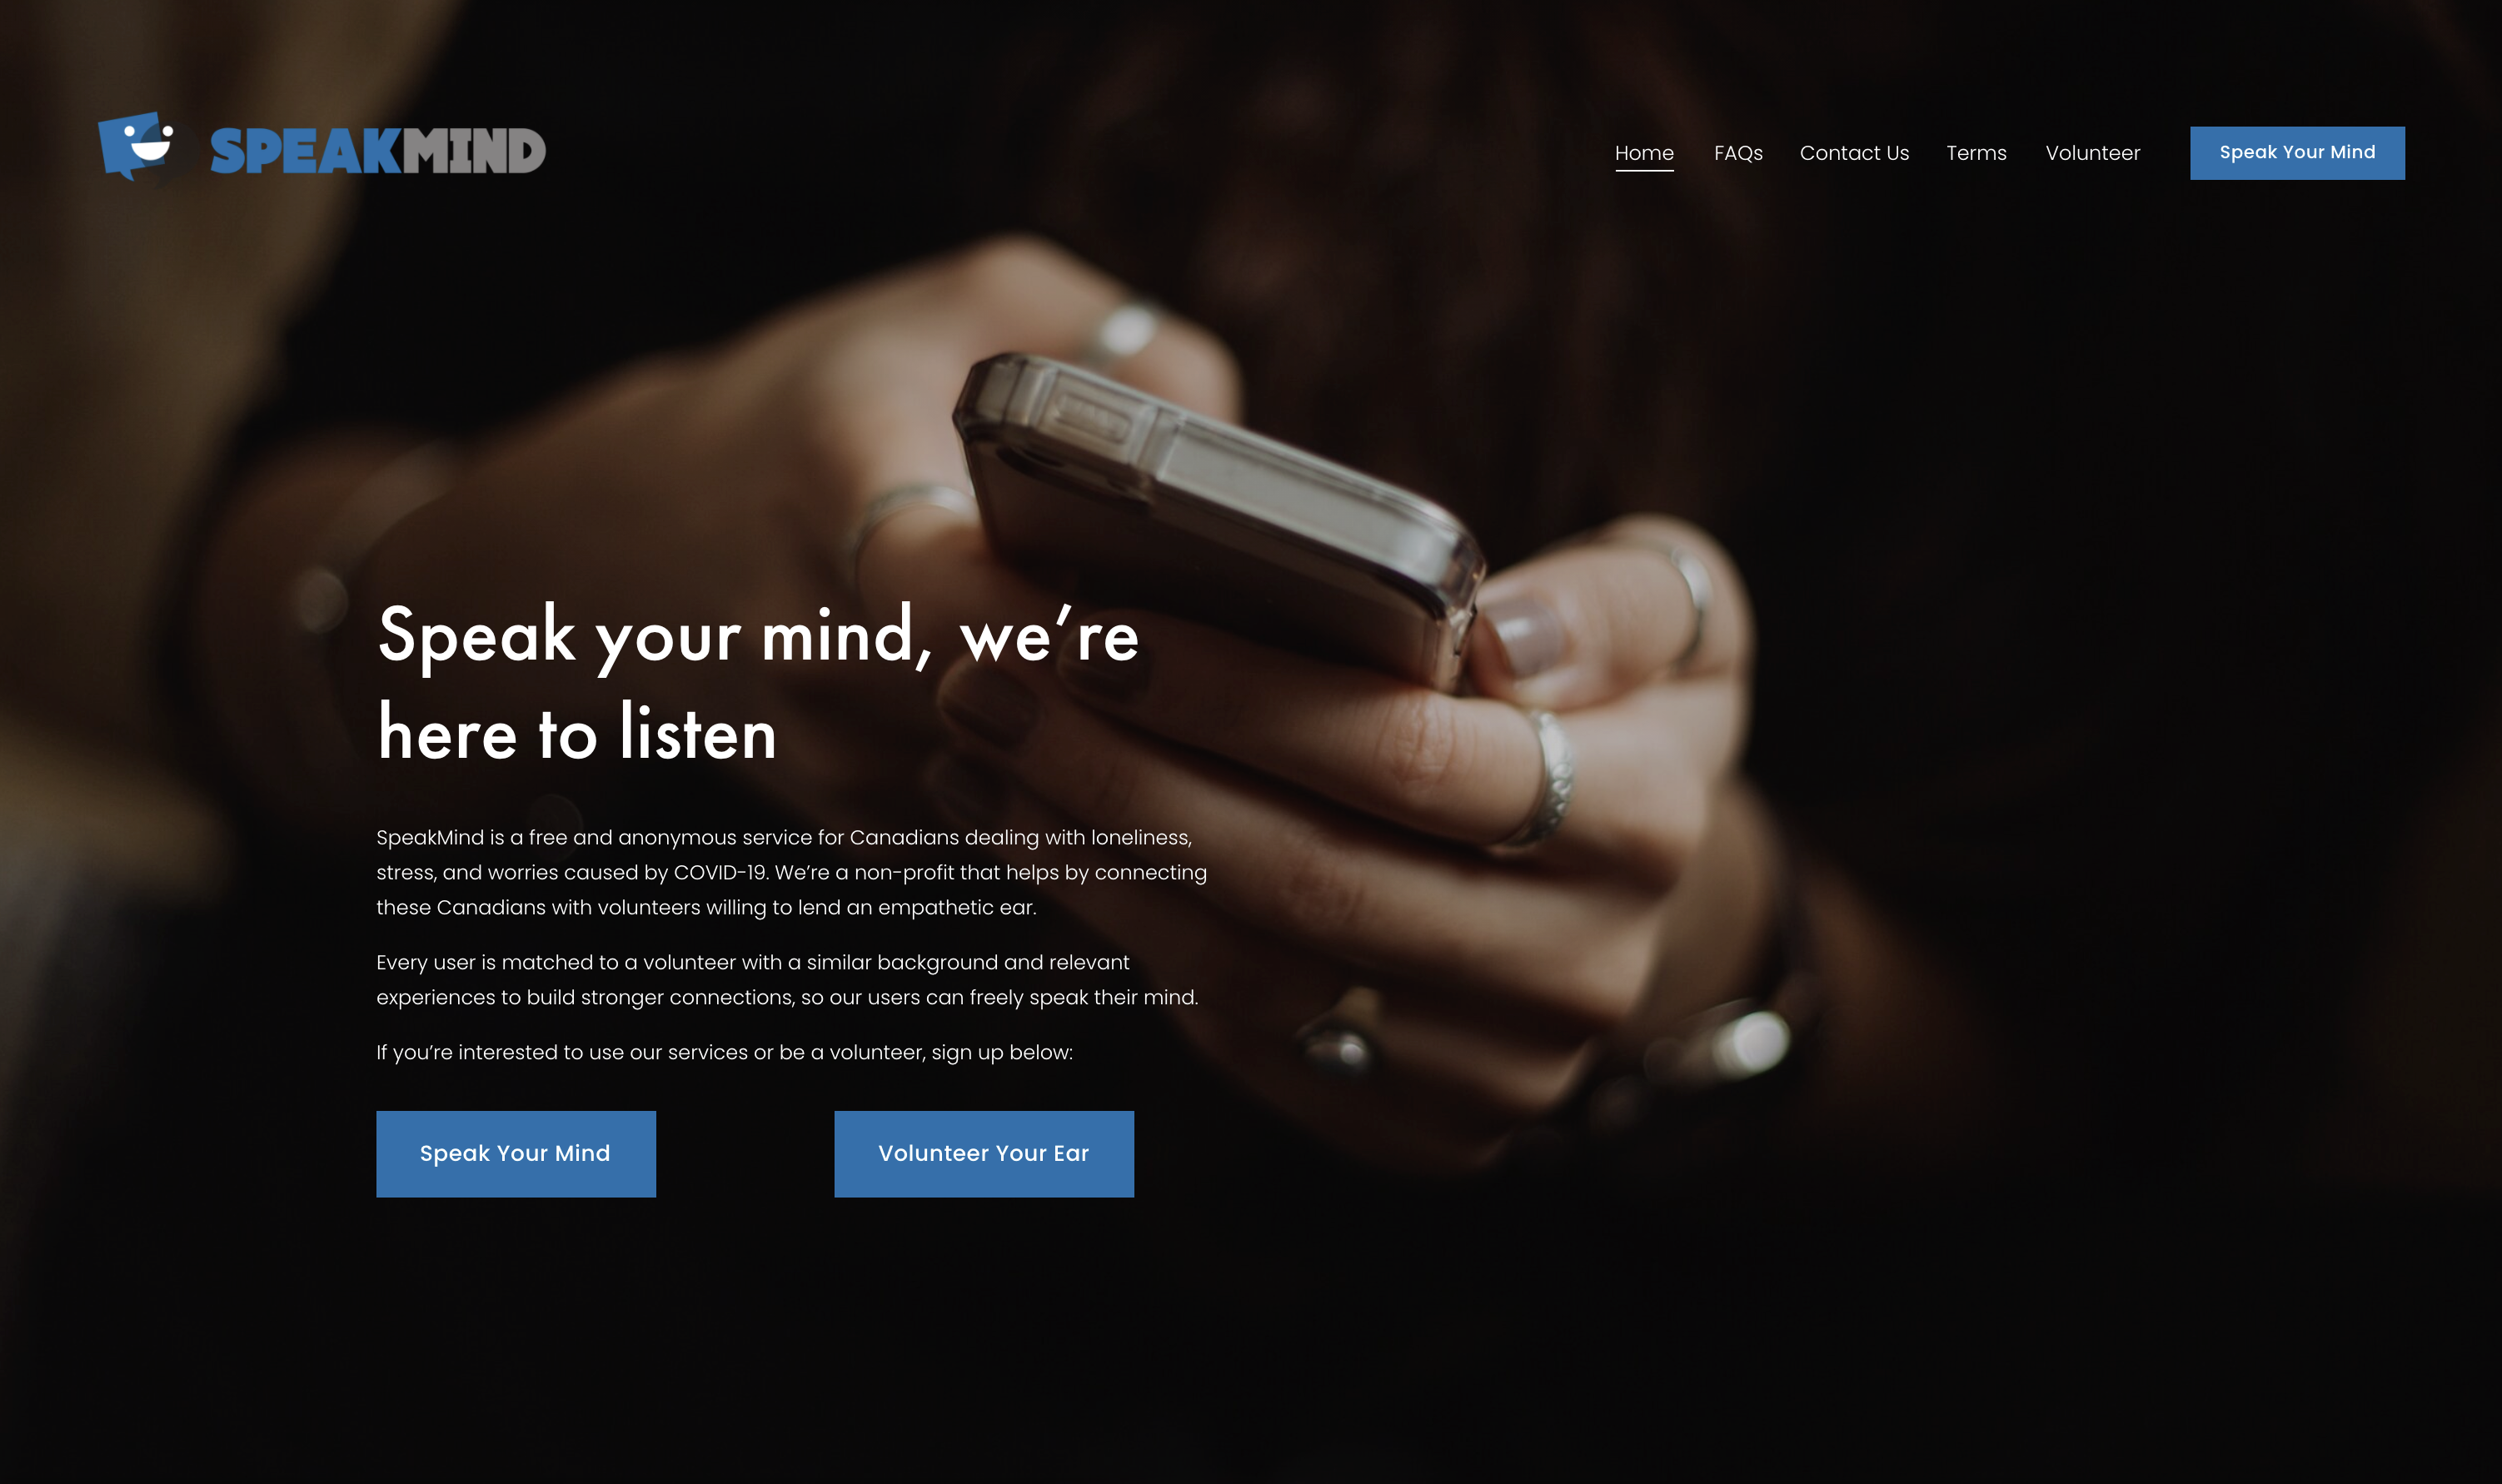 SPEAKMIND
Home
FAQs
Contact Us
Terms
Volunteer
Speak Your Mind
Speak your mind, we’re
here to listen
SpeakMind is a free and anonymous service for Canadians dealing with loneliness,
stress, and worries caused by COVID-19. We’re a non-profit that helps by connecting
these Canadians with volunteers willing to lend an empathetic ear.
Every user is matched to a volunteer with a similar background and relevant
experiences to build stronger connections, so our users can freely speak their mind.
If you’re interested to use our services or be a volunteer, sign up below:
Speak Your Mind
Volunteer Your Ear